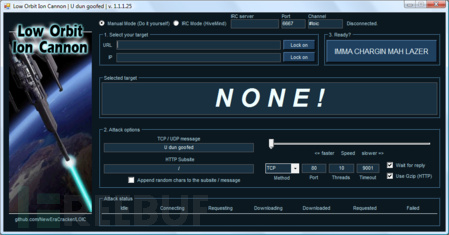 Low Orbit Ion Cannon | U dun goofed | v. 1.1.1.25
Low Orbit
Ion Cannon
Manual Mode (Do it yourself)
IRC Mode (HiveMind)
IRC server
Port
Channel
6667
#loic
Disconnected.
1. Select your target
URL
Lock on
IP
Lock on
3. Ready?
IMMA CHARGIN MAH LAZER
Selected target
NONE!
2. Attack options
TCP / UDP message
U dun goofed
HTTP Subsite
/
Append random chars to the subsite / message
<= faster Speed slower =>
TCP
80
10
9001
Method
Port
Threads
Timeout
Wait for reply
Use Gzip (HTTP)
Attack status
Idle
Connecting
Requesting
Downloading
Downloaded
Requested
Failed
github.com/NewEraCracker/LOIC
REEBUF